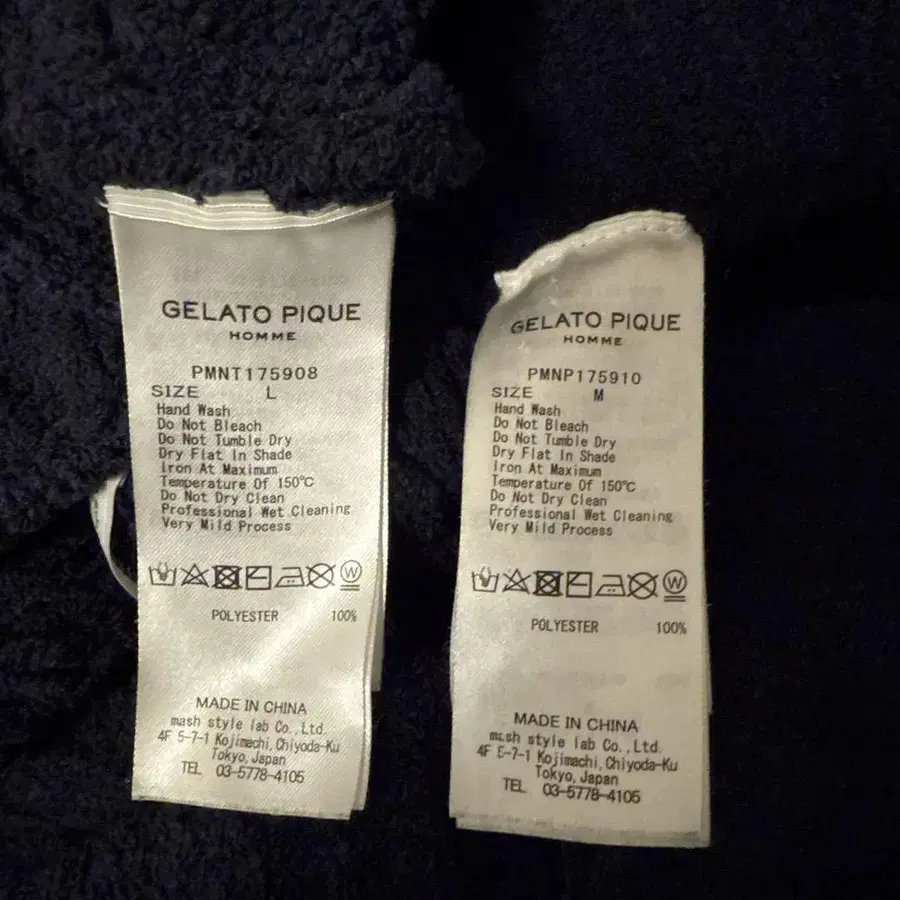 GELATO PIQUE
HOMME
PMNT175908
SIZE L
Hand Wash
Do Not Bleach
Do Not Tumble Dry
Dry Flat In Shade
Iron At Maximum
Temperature Of 150℃
Do Not Dry Clean
Professional Wet Cleaning
Very Mild Process
W
POLYESTER 100%
MADE IN CHINA
mash style lab Co.,Ltd.
4F 5-7-1 Kojimachi,Chiyoda-Ku
Tokyo,Japan
TEL 03-5778-4105
GELATO PIQUE
HOMME
PMNP175910
SIZE M
Hand Wash
Do Not Bleach
Do Not Tumble Dry
Dry Flat In Shade
Iron At Maximum
Temperature Of 150℃
Do Not Dry Clean
Professional Wet Cleaning
Very Mild Process
W
POLYESTER 100%
MADE IN CHINA
mash style lab Co.,Ltd.
4F 5-7-1 Kojimachi,Chiyoda-Ku
Tokyo,Japan
TEL 03-5778-4105